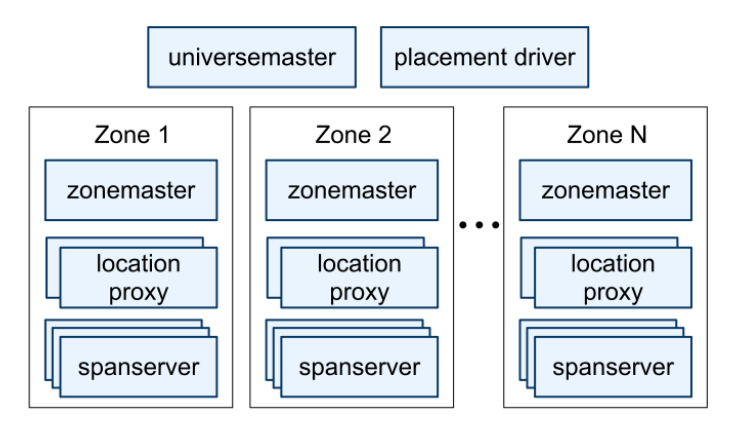 universemaster
placement driver
Zone 1
zonemaster
location
proxy
spanserver
Zone 2
zonemaster
location
proxy
spanserver
...
Zone N
zonemaster
location
proxy
spanserver